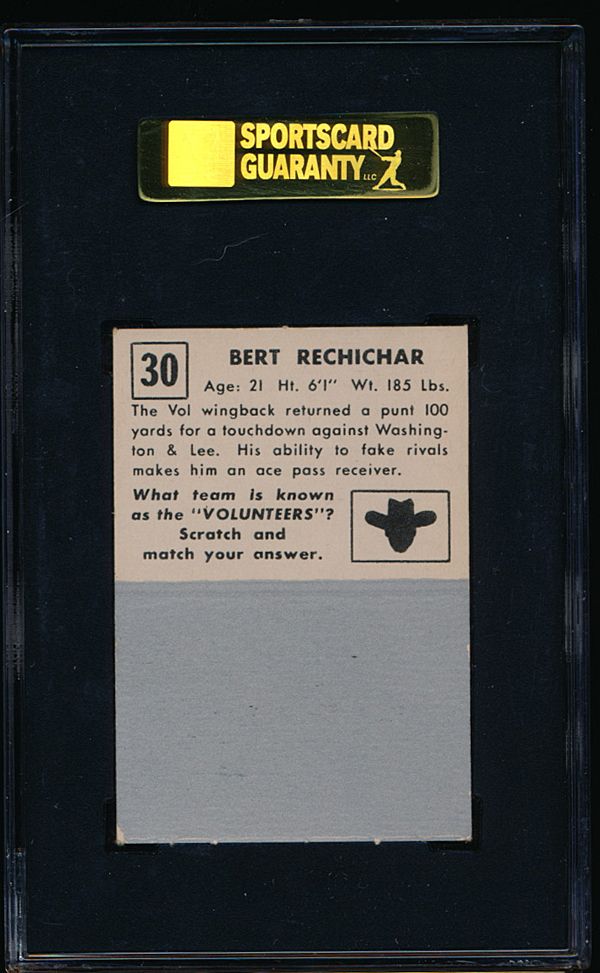 SPORTSCARD
GUARANTY LLC
30
BERT RECHICHAR
Age: 21 Ht. 6'1" Wt. 185 Lbs.
The Vol wingback returned a punt 100
yards for a touchdown against Washing-
ton & Lee. His ability to fake rivals
makes him an ace pass receiver.
What team is known
as the "VOLUNTEERS"?
Scratch and
match your answer.